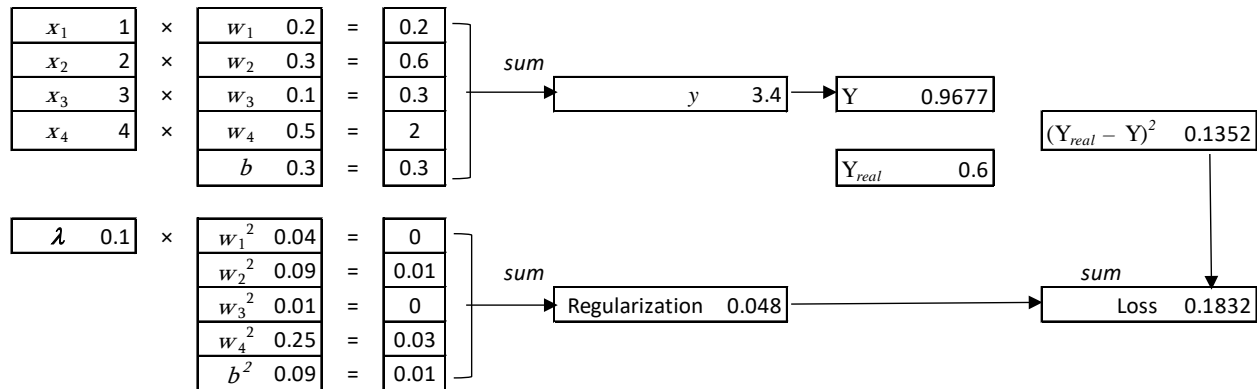 x₁ 1 × w₁ 0.2 = 0.2
x₂ 2 × w₂ 0.3 = 0.6 sum
x₃ 3 × w₃ 0.1 = 0.3 y 3.4 Y 0.9677
x₄ 4 × w₄ 0.5 = 2 (Y_real − Y)² 0.1352
b 0.3 = 0.3 Y_real 0.6
λ 0.1 × w₁² 0.04 = 0
w₂² 0.09 = 0.01 sum sum
w₃² 0.01 = 0 Regularization 0.048 Loss 0.1832
w₄² 0.25 = 0.03
b² 0.09 = 0.01